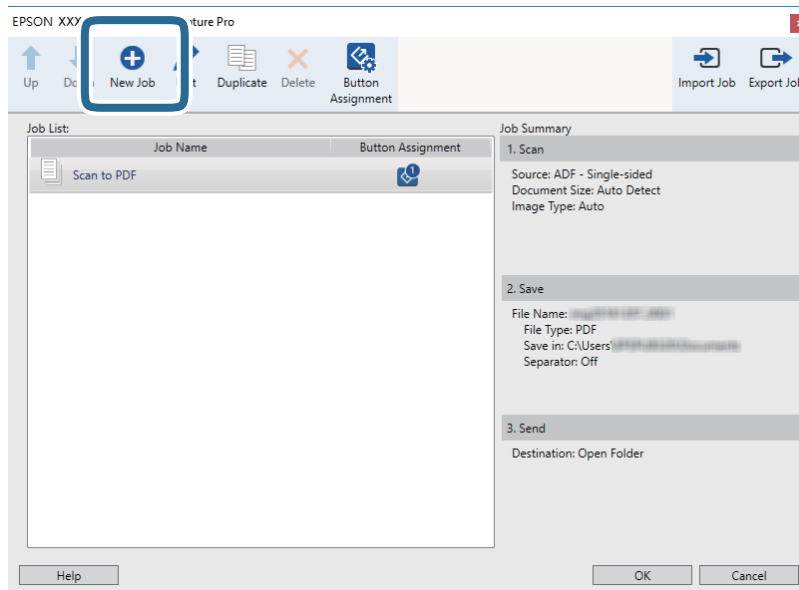 EPSON XXX ture Pro
Up
New Job
Duplicate
Delete
Button
Assignment
Import Job
Export Jol
Job List:
Job Name
Button Assignment
Scan to PDF
1
Job Summary
1. Scan
Source: ADF - Single-sided
Document Size: Auto Detect
Image Type: Auto
2. Save
File Name:
File Type: PDF
Save in: C:\Users\
Separator: Off
3. Send
Destination: Open Folder
Help
OK
Cancel